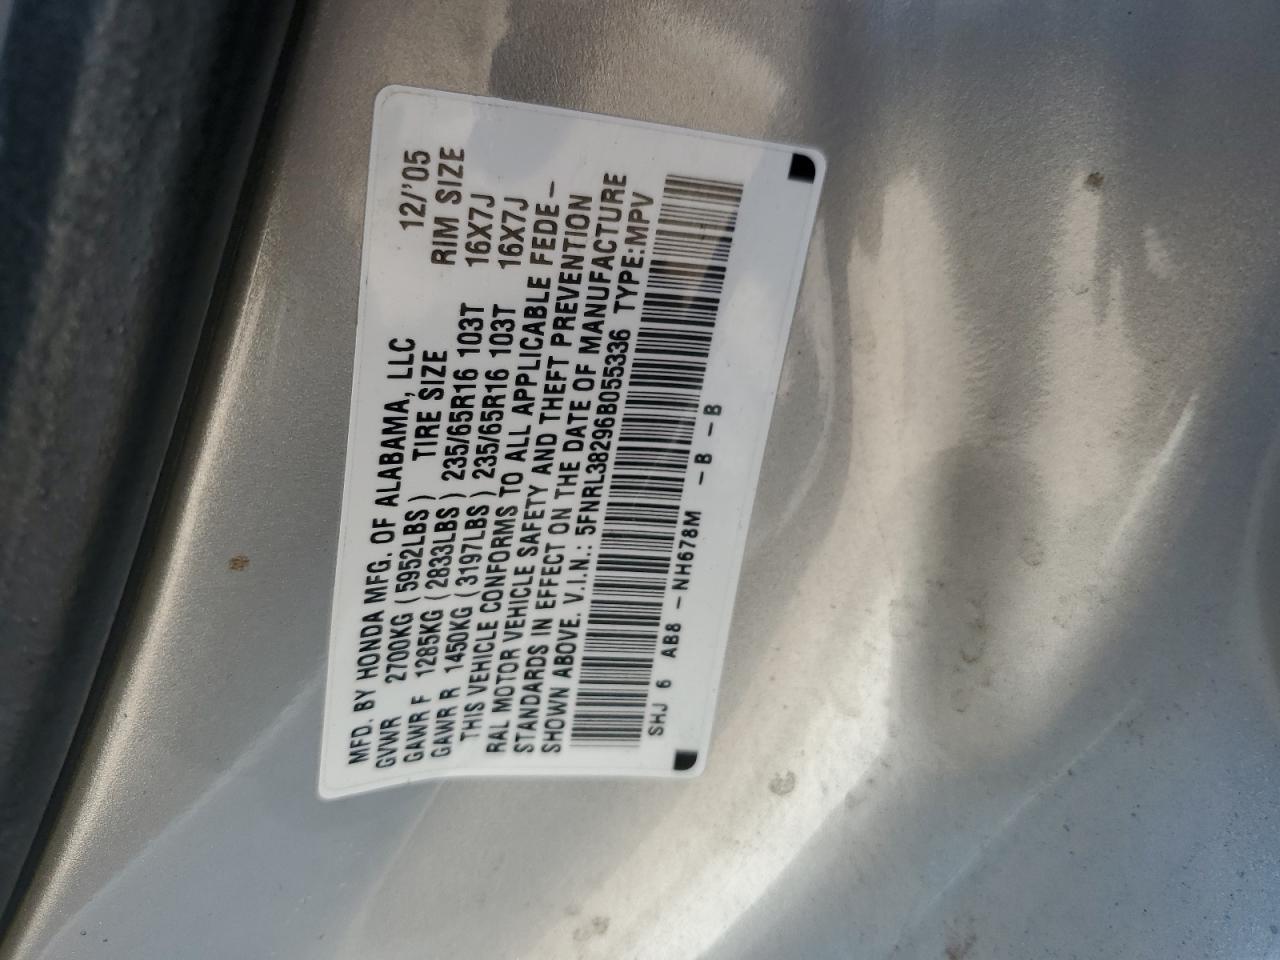 MFD. BY HONDA MFG. OF ALABAMA, LLC 12/'05
GVWR 2700KG (5952LBS) TIRE SIZE RIM SIZE
GAWR F 1285KG (2833LBS) 235/65R16 103T 16X7J
GAWR R 1450KG (3197LBS) 235/65R16 103T 16X7J
THIS VEHICLE CONFORMS TO ALL APPLICABLE FEDE-
RAL MOTOR VEHICLE SAFETY AND THEFT PREVENTION
STANDARDS IN EFFECT ON THE DATE OF MANUFACTURE
SHOWN ABOVE. V.I.N.: 5FNRL38296B055336 TYPE:MPV
SHJ 6 AB8 -NH678M -B -B